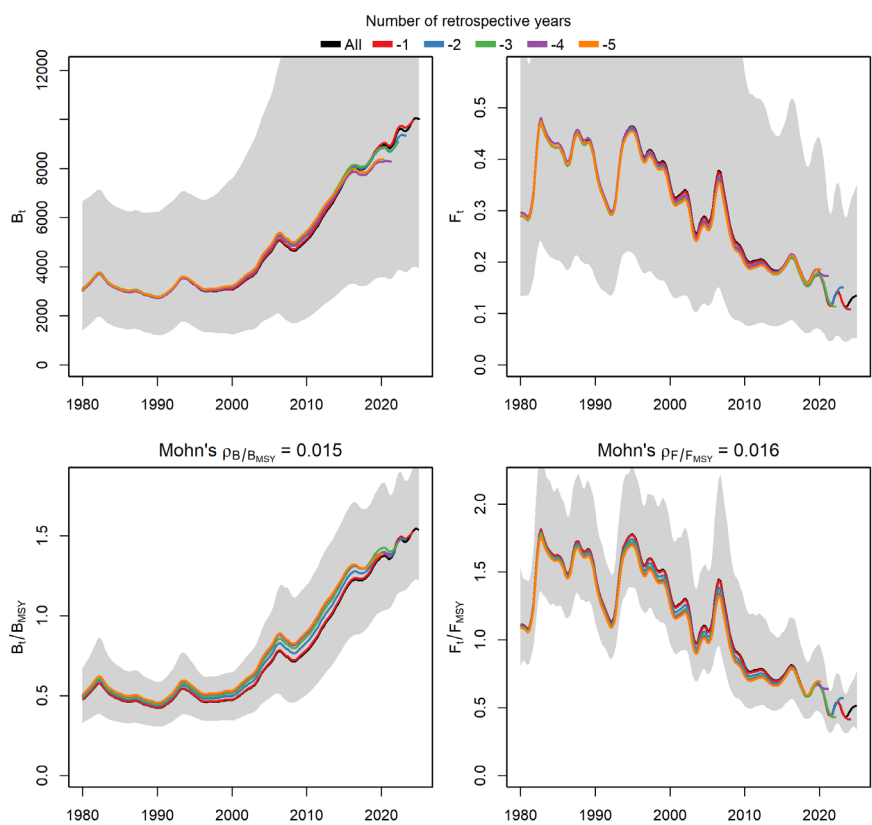 Number of retrospective years
All -1 -2 -3 -4 -5
Bt
0 2000 4000 6000 8000 12000
1980 1990 2000 2010 2020
Ft
0.0 0.1 0.2 0.3 0.4 0.5
1980 1990 2000 2010 2020
Mohn's ρB/BMSY = 0.015
Bt/BMSY
0.0 0.5 1.0 1.5
1980 1990 2000 2010 2020
Mohn's ρF/FMSY = 0.016
Ft/FMSY
0.0 0.5 1.0 1.5 2.0
1980 1990 2000 2010 2020